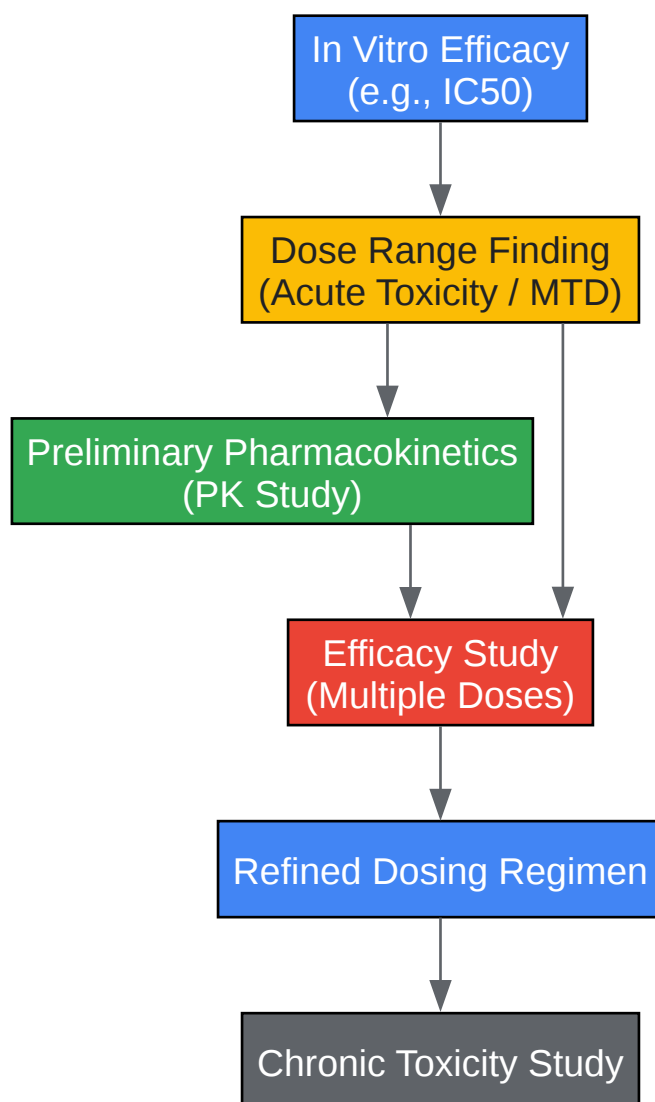 In Vitro Efficacy
(e.g., IC50)
Dose Range Finding
(Acute Toxicity / MTD)
Preliminary Pharmacokinetics
(PK Study)
Efficacy Study
(Multiple Doses)
Refined Dosing Regimen
Chronic Toxicity Study